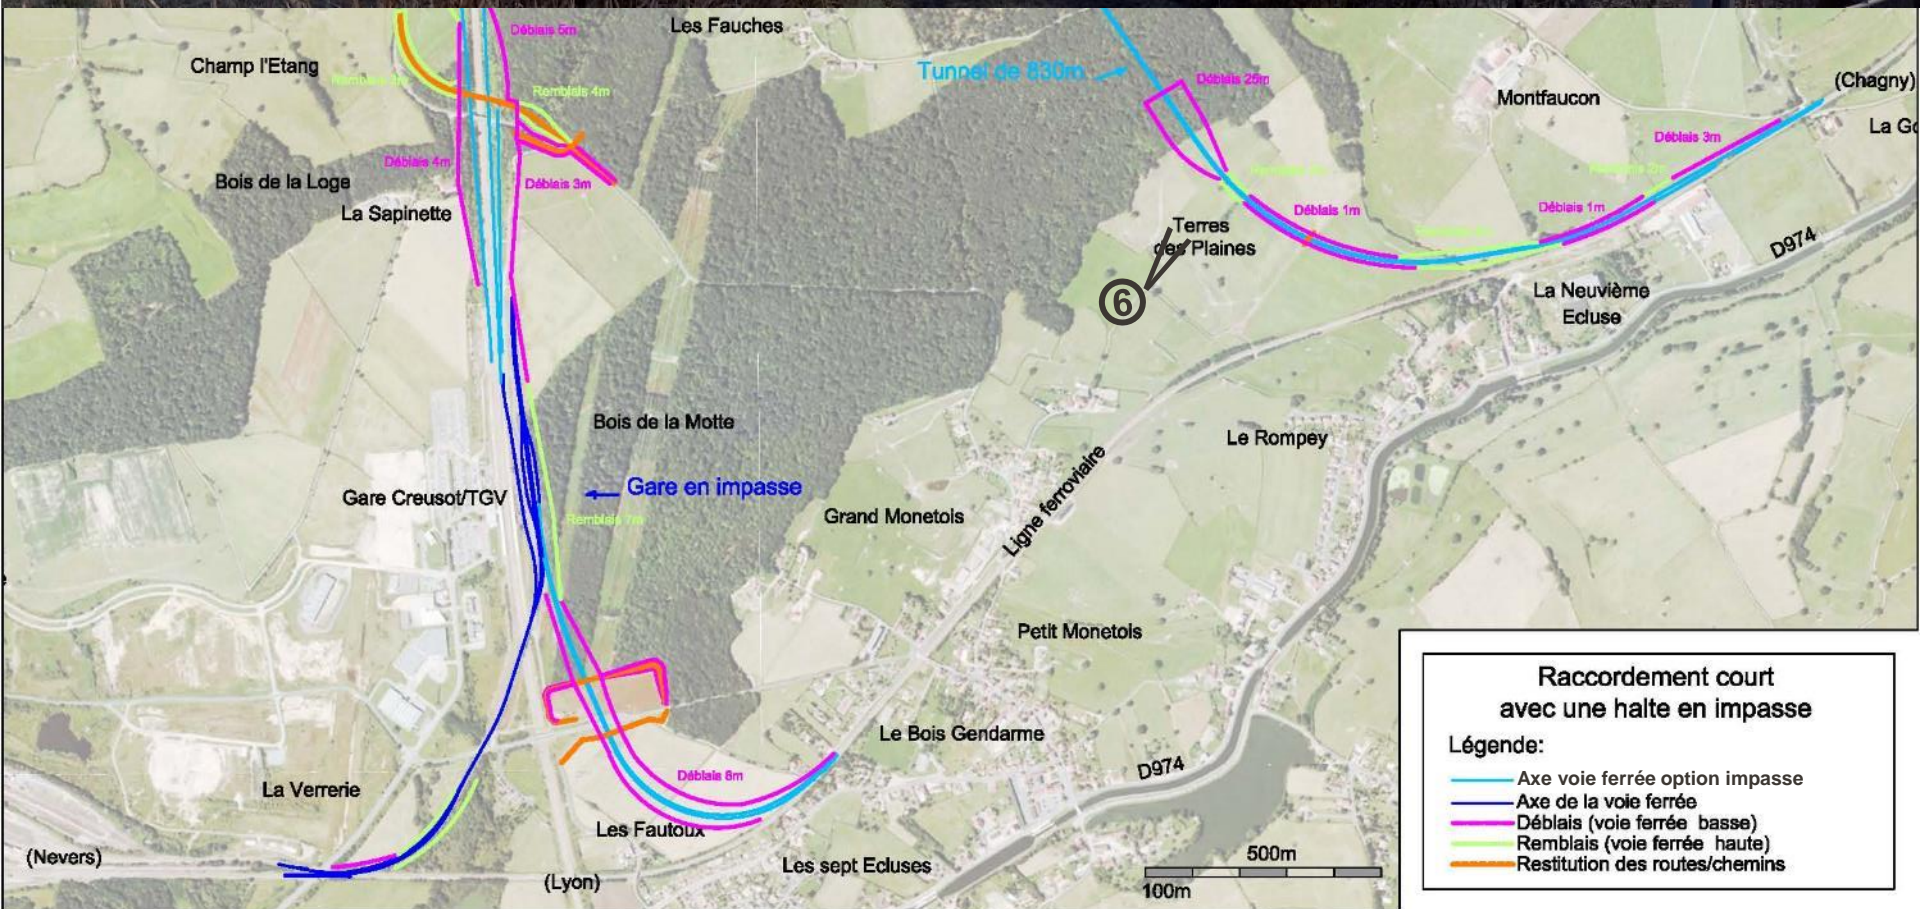 Déblais 5m
Les Fauches
Champ l'Etang
Tunnel de 830m
Déblais 25m
Remblais 4m
Montfaucon
(Chagny)
Déblais 3m
Déblais 4m
Bois de la Loge
Déblais 3m
La Sapinette
Déblais 1m
Déblais 1m
Terres
des Plaines
D974
6
La Neuvième
Ecluse
Bois de la Motte
Le Rompey
Gare Creusot/TGV
Gare en impasse
Remblais 7m
Grand Monetois
Ligne ferroviaire
Petit Monetois
Le Bois Gendarme
D974
Déblais 8m
La Verrerie
Les Fautoux
(Nevers)
Les sept Ecluses
(Lyon)
500m
100m
Raccordement court
avec une halte en impasse
Légende:
Axe voie ferrée option impasse
Axe de la voie ferrée
Déblais (voie ferrée basse)
Remblais (voie ferrée haute)
Restitution des routes/chemins